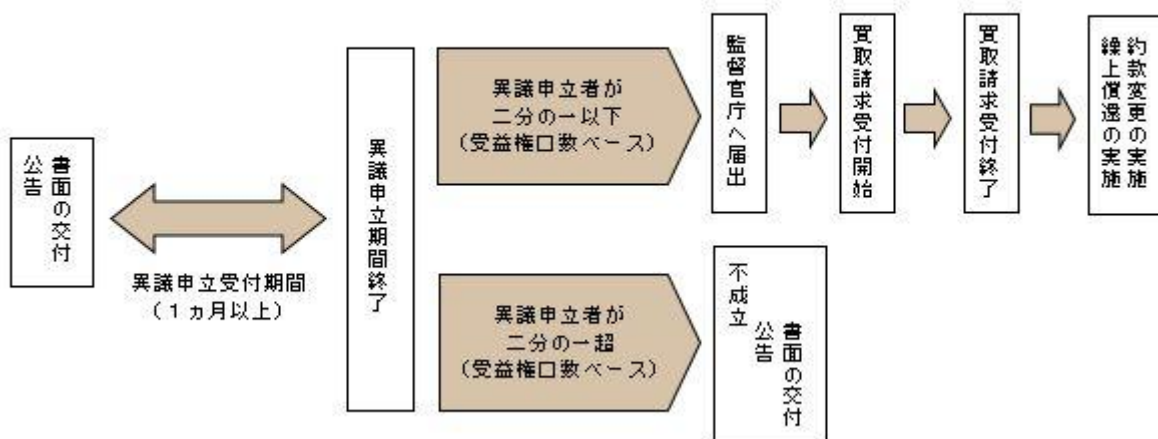 書面の交付
公告
異議申立受付期間
（１ヵ月以上）
異議申立期間終了
異議申立者が
二分の一以下
（受益権口数ベース）
監督官庁へ届出
買取請求受付開始
買取請求受付終了
約款変更の実施
繰上償還の実施
異議申立者が
二分の一超
（受益権口数ベース）
不成立
書面の交付
公告